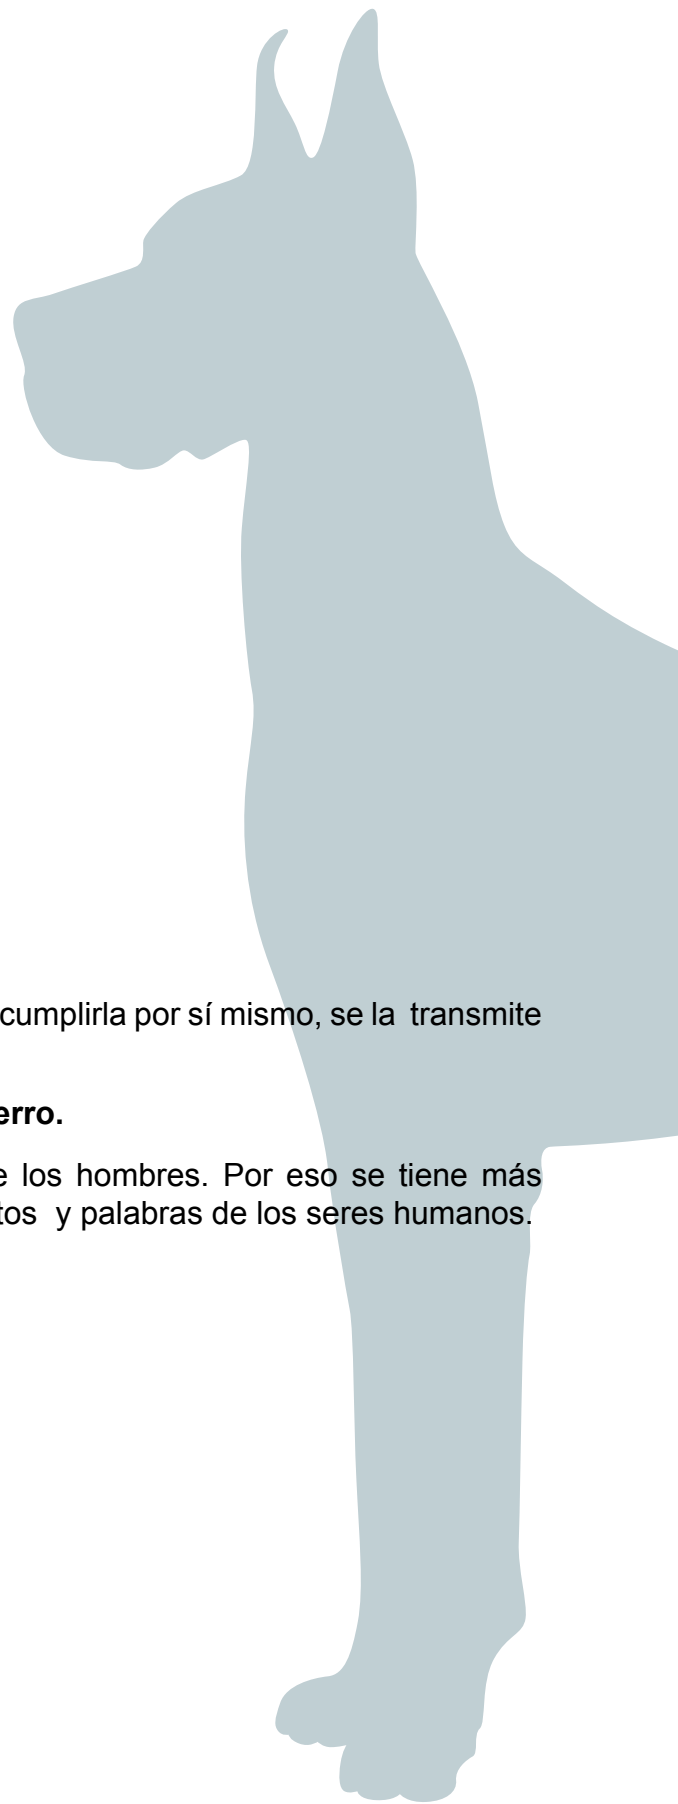 cumplirla por sí mismo, se la transmite
erro.
e los hombres. Por eso se tiene más
tos y palabras de los seres humanos.